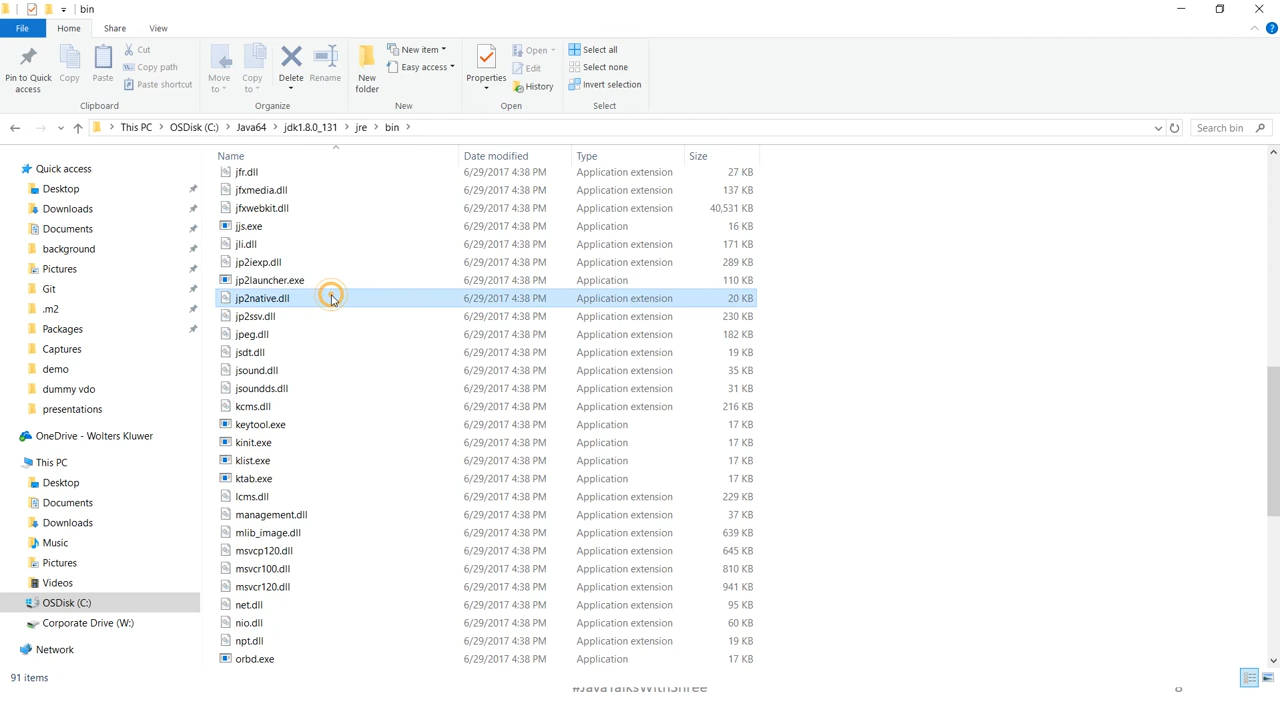 bin
File Home Share View
Pin to Quick access
Copy
Paste
Cut
Copy path
Paste shortcut
Clipboard
Move to
Copy to
Delete
Rename
Organize
New folder
New item
Easy access
New
Properties
Open
Edit
History
Open
Select all
Select none
Invert selection
Select
This PC > OSDisk (C:) > Java64 > jdk1.8.0_131 > jre > bin >
Search bin
Quick access
Desktop
Downloads
Documents
background
Pictures
Git
.m2
Packages
Captures
demo
dummy vdo
presentations
OneDrive - Wolters Kluwer
This PC
Desktop
Documents
Downloads
Music
Pictures
Videos
OSDisk (C:)
Corporate Drive (W:)
Network
Name Date modified Type Size
jfr.dll 6/29/2017 4:38 PM Application extension 27 KB
jfxmedia.dll 6/29/2017 4:38 PM Application extension 137 KB
jfxwebkit.dll 6/29/2017 4:38 PM Application extension 40,531 KB
jjs.exe 6/29/2017 4:38 PM Application 16 KB
jli.dll 6/29/2017 4:38 PM Application extension 171 KB
jp2iexp.dll 6/29/2017 4:38 PM Application extension 289 KB
jp2launcher.exe 6/29/2017 4:38 PM Application 110 KB
jp2native.dll 6/29/2017 4:38 PM Application extension 20 KB
jp2ssv.dll 6/29/2017 4:38 PM Application extension 230 KB
jpeg.dll 6/29/2017 4:38 PM Application extension 182 KB
jsdt.dll 6/29/2017 4:38 PM Application extension 19 KB
jsound.dll 6/29/2017 4:38 PM Application extension 35 KB
jsoundds.dll 6/29/2017 4:38 PM Application extension 31 KB
kcms.dll 6/29/2017 4:38 PM Application extension 216 KB
keytool.exe 6/29/2017 4:38 PM Application 17 KB
kinit.exe 6/29/2017 4:38 PM Application 17 KB
klist.exe 6/29/2017 4:38 PM Application 17 KB
ktab.exe 6/29/2017 4:38 PM Application 17 KB
lcms.dll 6/29/2017 4:38 PM Application extension 229 KB
management.dll 6/29/2017 4:38 PM Application extension 37 KB
mlib_image.dll 6/29/2017 4:38 PM Application extension 639 KB
msvcp120.dll 6/29/2017 4:38 PM Application extension 645 KB
msvcr100.dll 6/29/2017 4:38 PM Application extension 810 KB
msvcr120.dll 6/29/2017 4:38 PM Application extension 941 KB
net.dll 6/29/2017 4:38 PM Application extension 95 KB
nio.dll 6/29/2017 4:38 PM Application extension 60 KB
npt.dll 6/29/2017 4:38 PM Application extension 19 KB
orbd.exe 6/29/2017 4:38 PM Application 17 KB
91 items
#JavaTalksWithShree
8